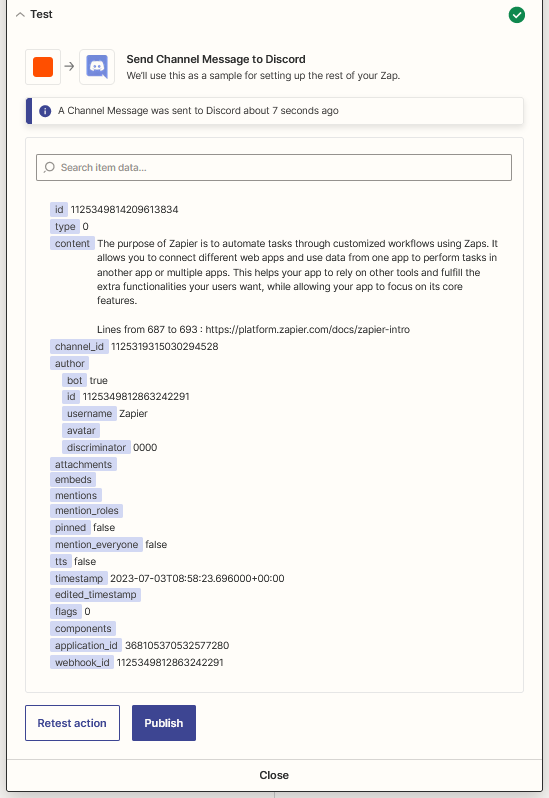 Test
Send Channel Message to Discord
We'll use this as a sample for setting up the rest of your Zap.
A Channel Message was sent to Discord about 7 seconds ago
Search item data...
id 1125349814209613834
type 0
content The purpose of Zapier is to automate tasks through customized workflows using Zaps. It
allows you to connect different web apps and use data from one app to perform tasks in
another app or multiple apps. This helps your app to rely on other tools and fulfill the
extra functionalities your users want, while allowing your app to focus on its core
features.
Lines from 687 to 693 : https://platform.zapier.com/docs/zapier-intro
channel_id 1125319315030294528
author
bot true
id 1125349812863242291
username Zapier
avatar
discriminator 0000
attachments
embeds
mentions
mention_roles
pinned false
mention_everyone false
tts false
timestamp 2023-07-03T08:58:23.696000+00:00
edited_timestamp
flags 0
components
application_id 368105370532577280
webhook_id 1125349812863242291
Retest action
Publish
Close